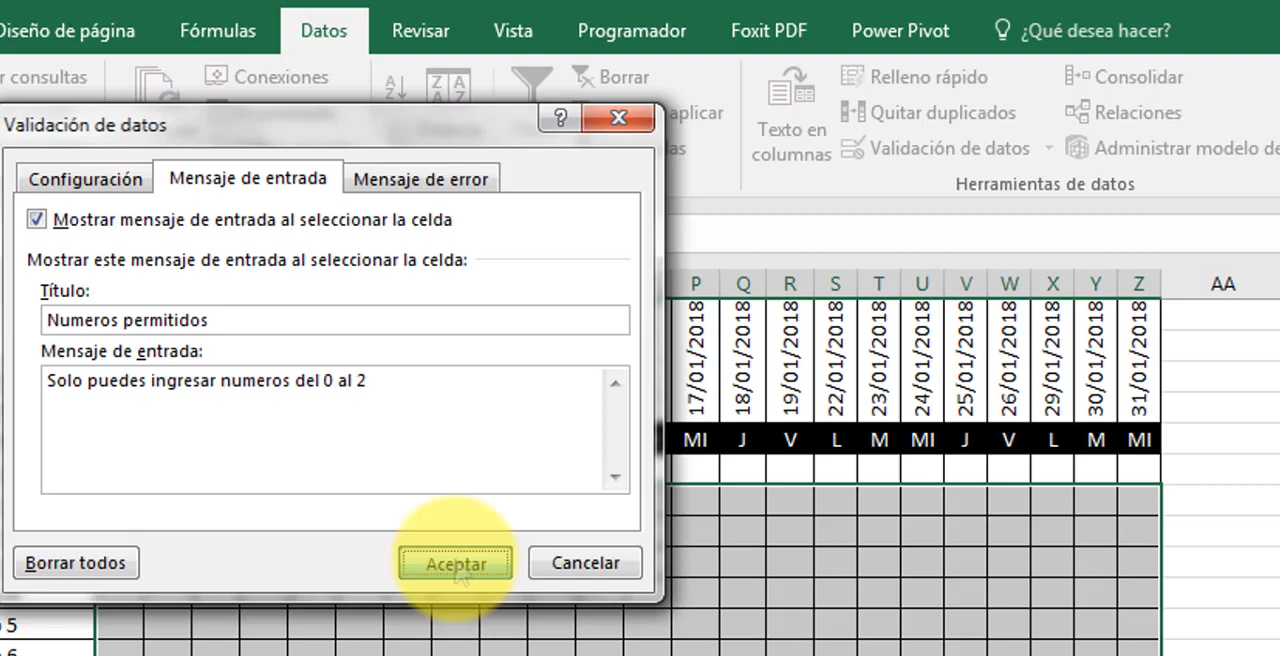 Diseño de página Fórmulas Datos Revisar Vista Programador Foxit PDF Power Pivot ¿Qué desea hacer?
r consultas Conexiones Borrar Relleno rápido Consolidar
aplicar Texto en columnas Quitar duplicados Relaciones
as Validación de datos Administrar modelo de
Herramientas de datos
Validación de datos
Configuración Mensaje de entrada Mensaje de error
Mostrar mensaje de entrada al seleccionar la celda
Mostrar este mensaje de entrada al seleccionar la celda:
Título:
Numeros permitidos
Mensaje de entrada:
Solo puedes ingresar numeros del 0 al 2
Borrar todos Aceptar Cancelar
P Q R S T U V W X Y Z AA
17/01/2018 18/01/2018 19/01/2018 22/01/2018 23/01/2018 24/01/2018 25/01/2018 26/01/2018 29/01/2018 30/01/2018 31/01/2018
MI J V L M MI J V L M MI
5